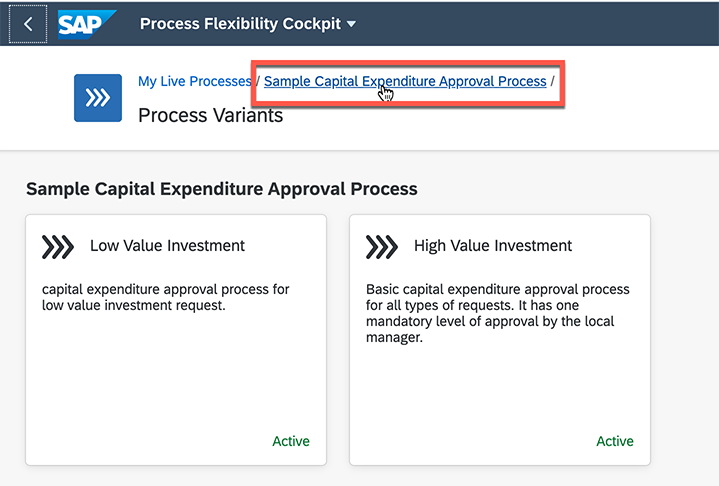 SAP Process Flexibility Cockpit
My Live Processes / Sample Capital Expenditure Approval Process /
Process Variants
Sample Capital Expenditure Approval Process
Low Value Investment
capital expenditure approval process for
low value investment request.
Active
High Value Investment
Basic capital expenditure approval process
for all types of requests. It has one
mandatory level of approval by the local
manager.
Active